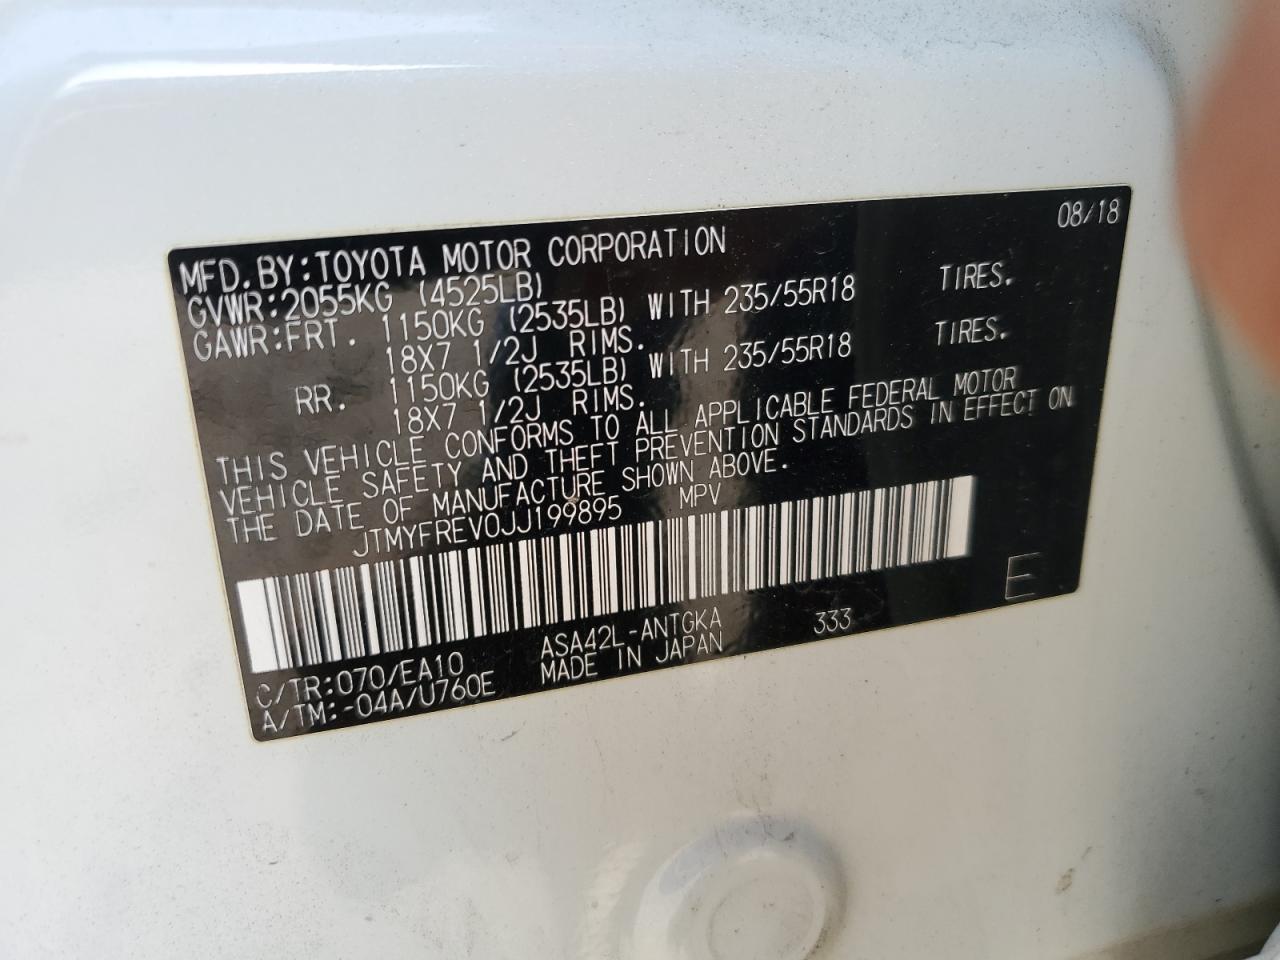 08/18
MFD.BY:TOYOTA MOTOR CORPORATION
GVWR:2055KG (4525LB)
GAWR:FRT. 1150KG (2535LB) WITH 235/55R18 TIRES.
18X7 1/2J RIMS.
RR. 1150KG (2535LB) WITH 235/55R18 TIRES.
18X7 1/2J RIMS.
THIS VEHICLE CONFORMS TO ALL APPLICABLE FEDERAL MOTOR
VEHICLE SAFETY AND THEFT PREVENTION STANDARDS IN EFFECT ON
THE DATE OF MANUFACTURE SHOWN ABOVE.
JTMYFREV0JJ199895 MPV
E
C/TR:070/EA10 ASA42L-ANTGKA 333
A/TM:-04A/U760E MADE IN JAPAN